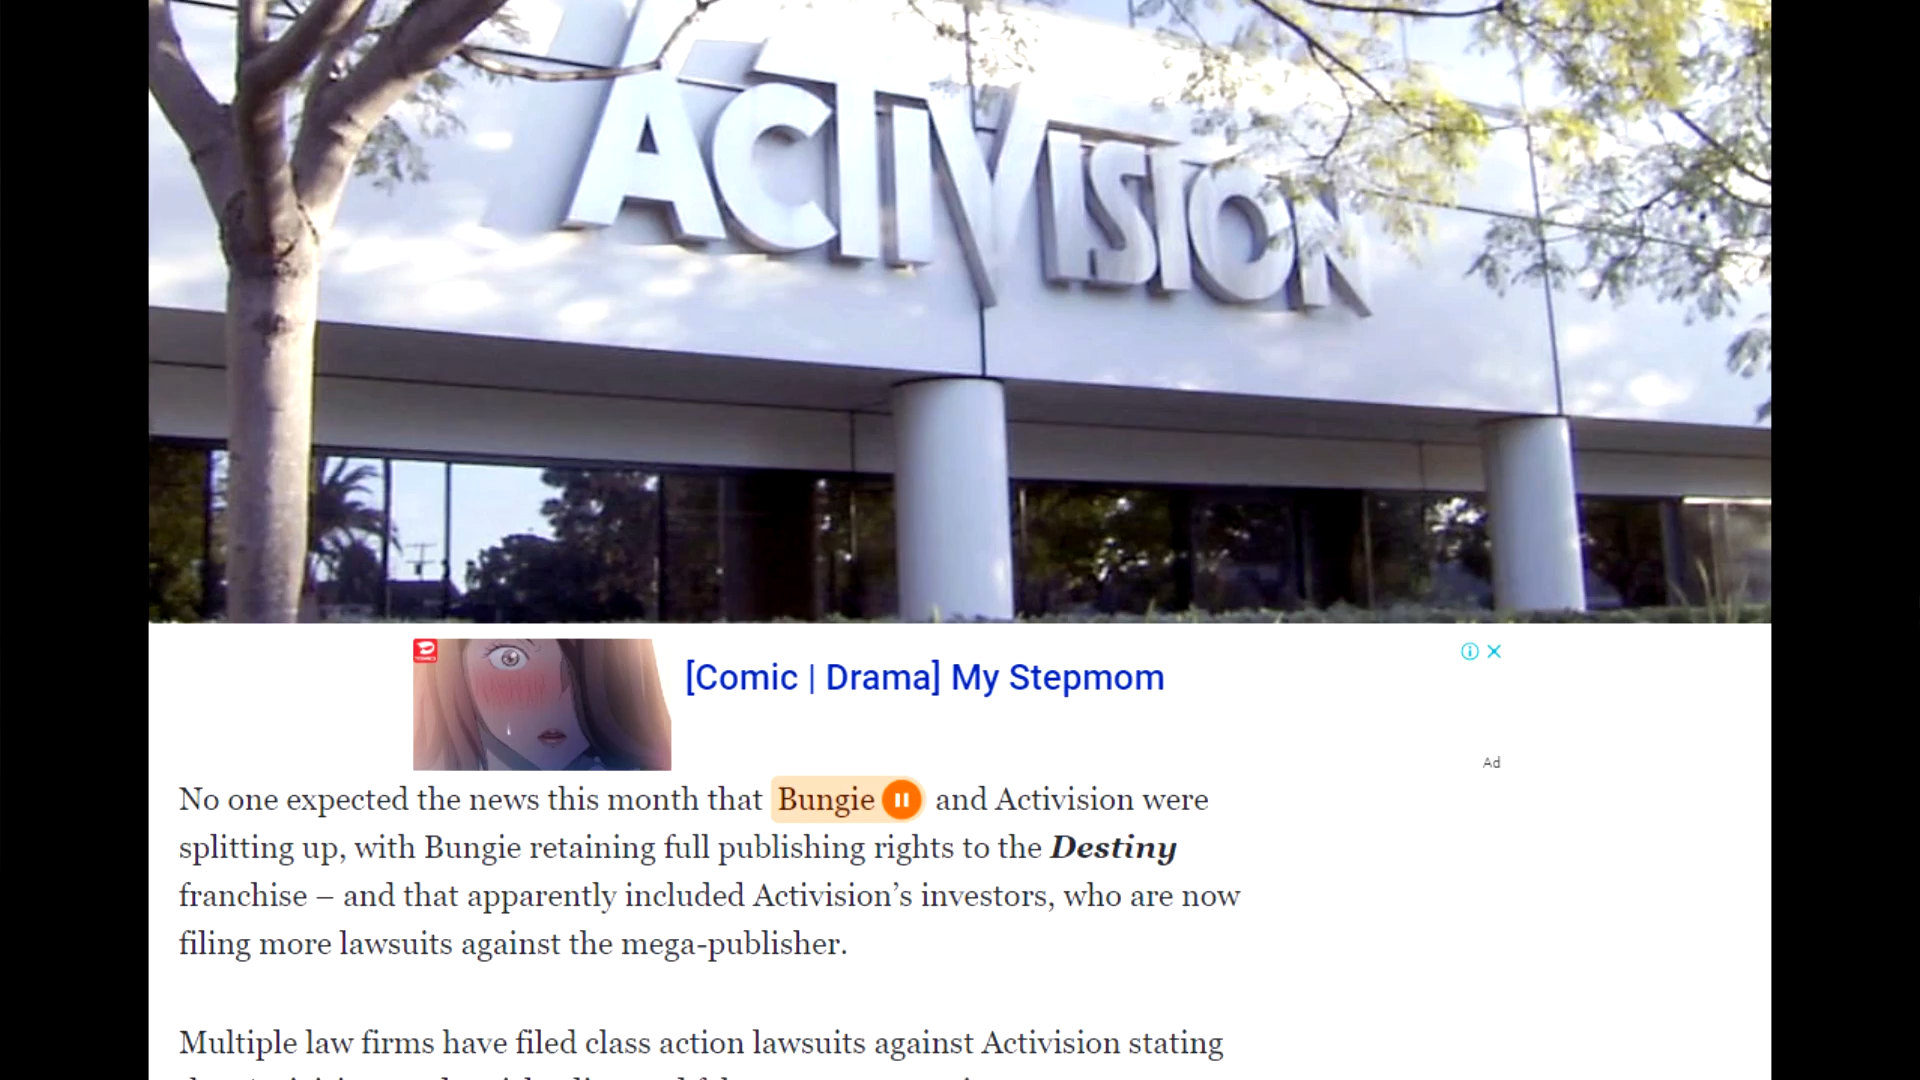 ACTIVISION
[Comic | Drama] My Stepmom
Ad
No one expected the news this month that Bungie and Activision were
splitting up, with Bungie retaining full publishing rights to the Destiny
franchise – and that apparently included Activision’s investors, who are now
filing more lawsuits against the mega-publisher.
Multiple law firms have filed class action lawsuits against Activision stating